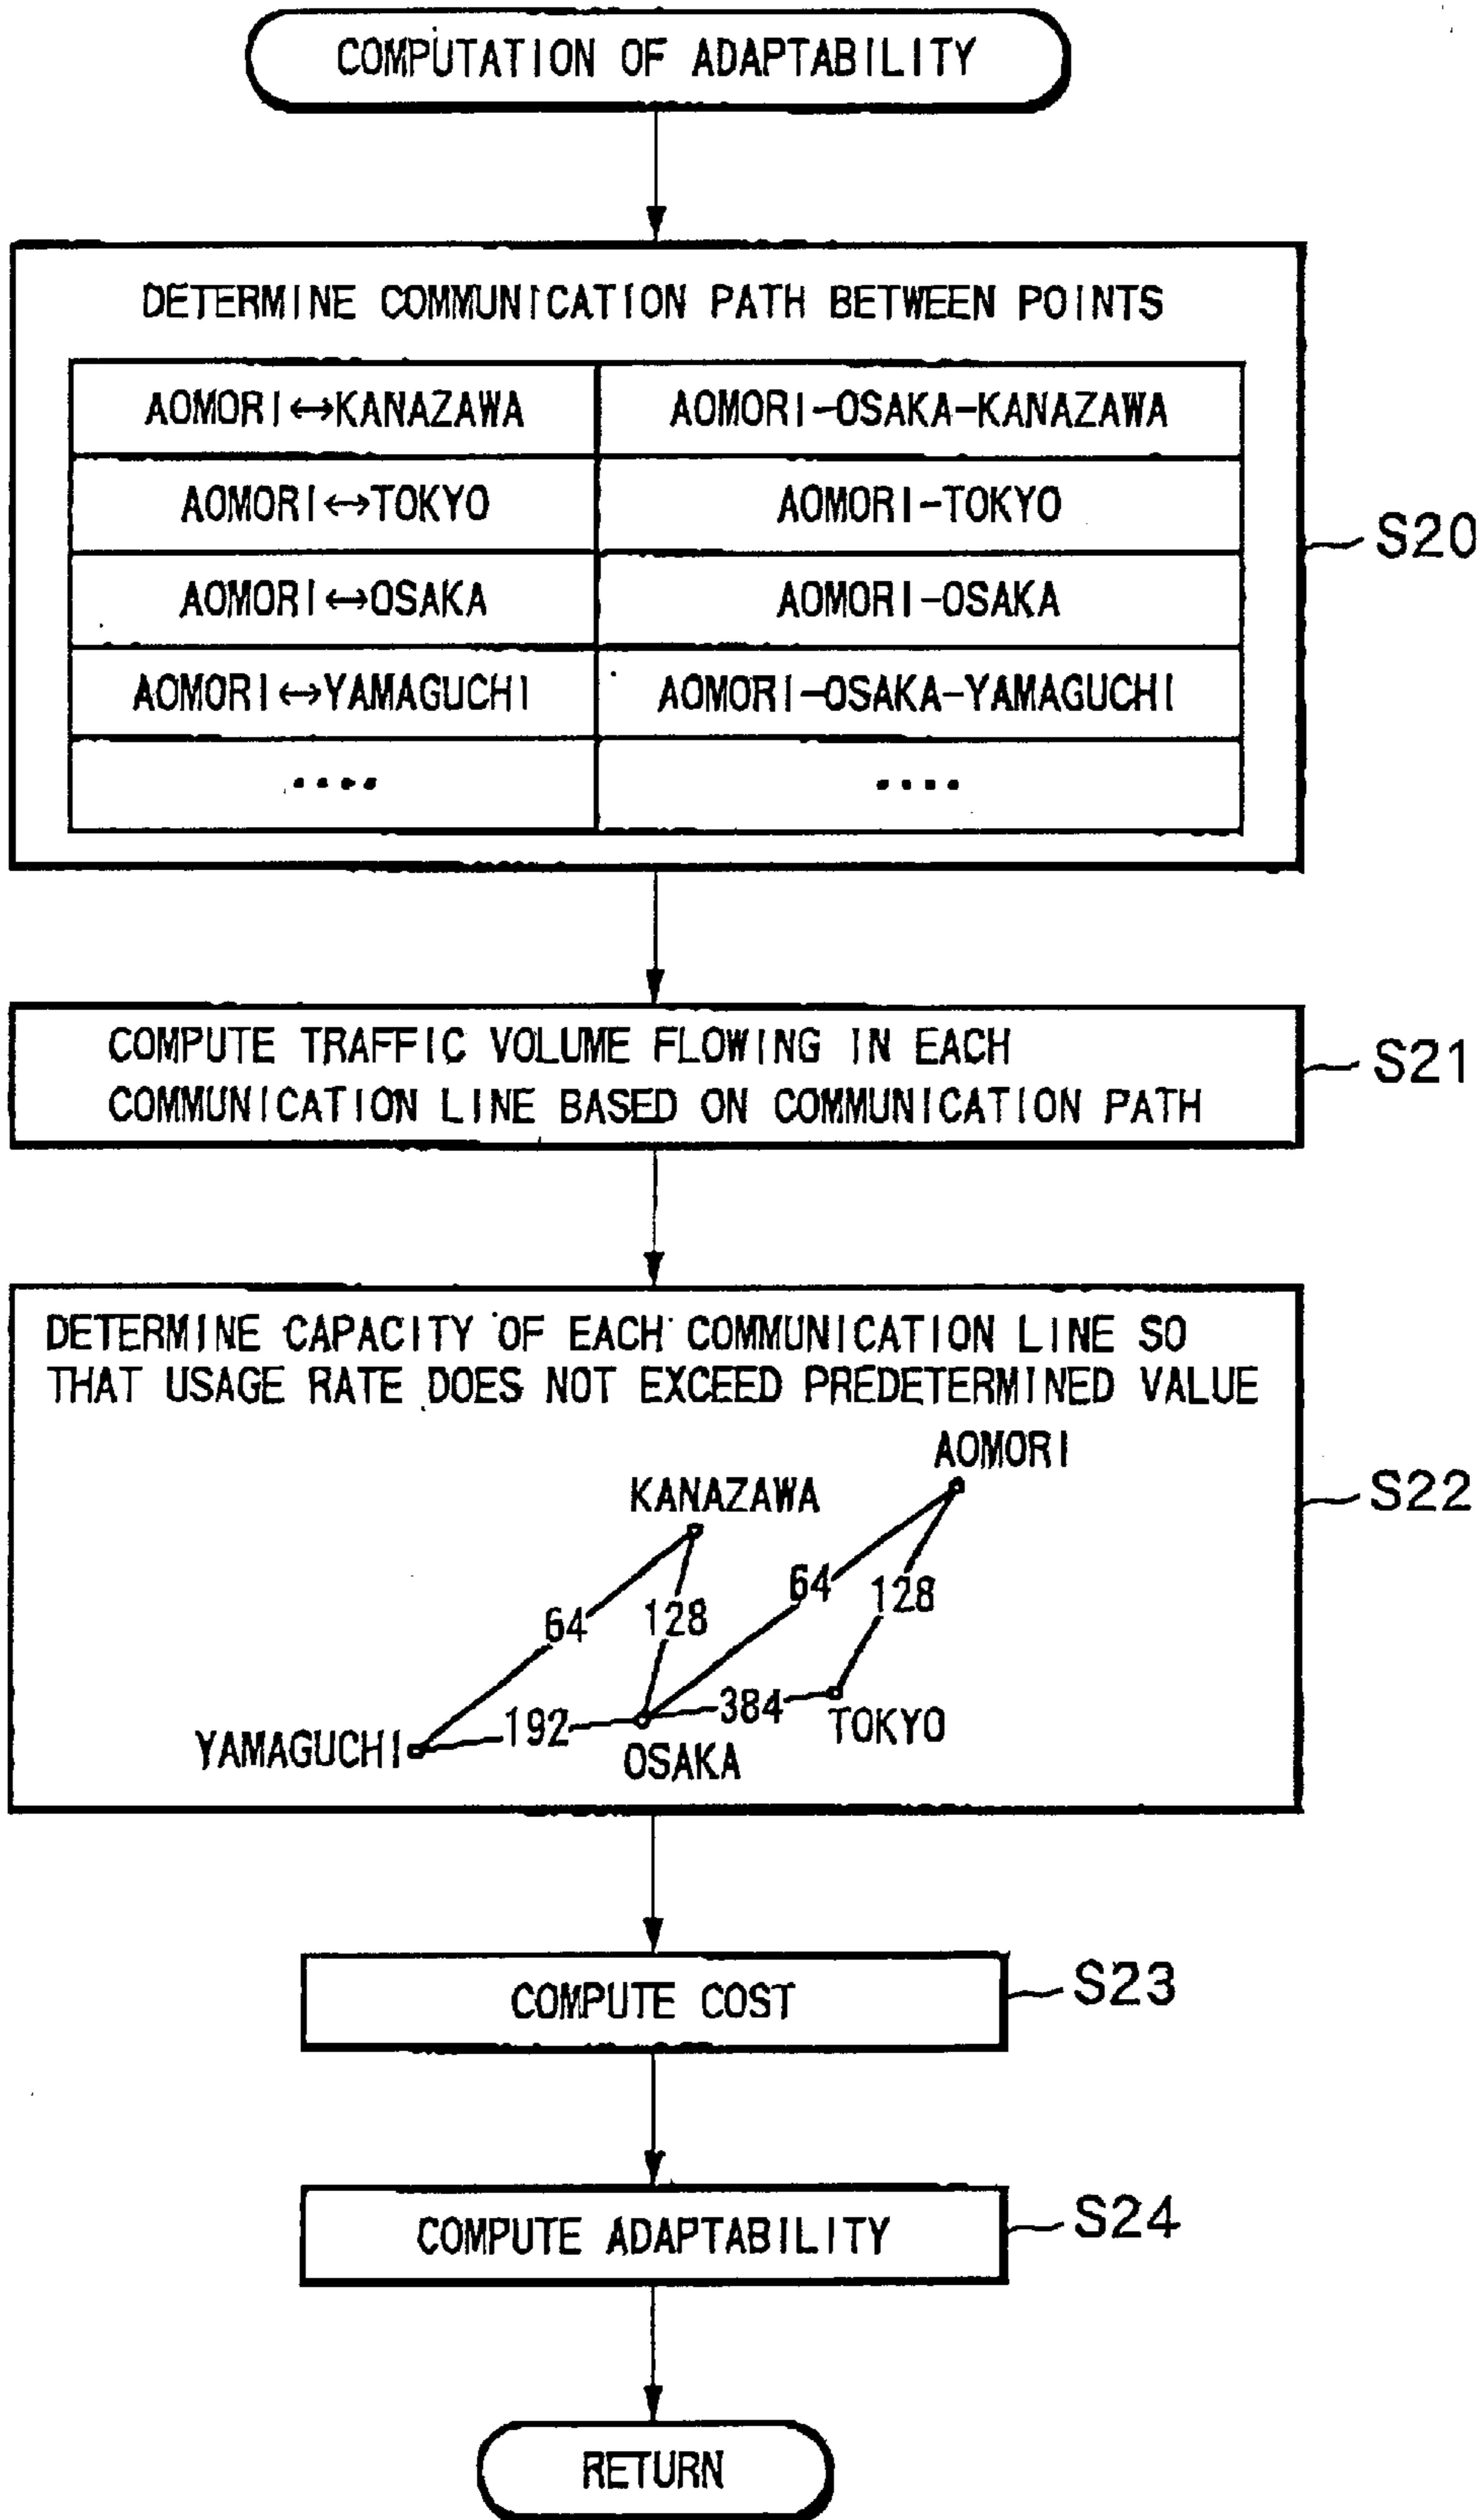 COMPUTATION OF ADAPTABILITY
DETERMINE COMMUNICATION PATH BETWEEN POINTS
AOMORI↔KANAZAWA AOMORI-OSAKA-KANAZAWA
AOMORI↔TOKYO AOMORI-TOKYO
AOMORI↔OSAKA AOMORI-OSAKA
AOMORI↔YAMAGUCHI AOMORI-OSAKA-YAMAGUCHI
.... ....
S20
COMPUTE TRAFFIC VOLUME FLOWING IN EACH
COMMUNICATION LINE BASED ON COMMUNICATION PATH
S21
DETERMINE CAPACITY OF EACH COMMUNICATION LINE SO
THAT USAGE RATE DOES NOT EXCEED PREDETERMINED VALUE
AOMORI
KANAZAWA
S22
64 128
64 128
384
192
TOKYO
YAMAGUCHI
OSAKA
COMPUTE COST
S23
COMPUTE ADAPTABILITY
S24
RETURN